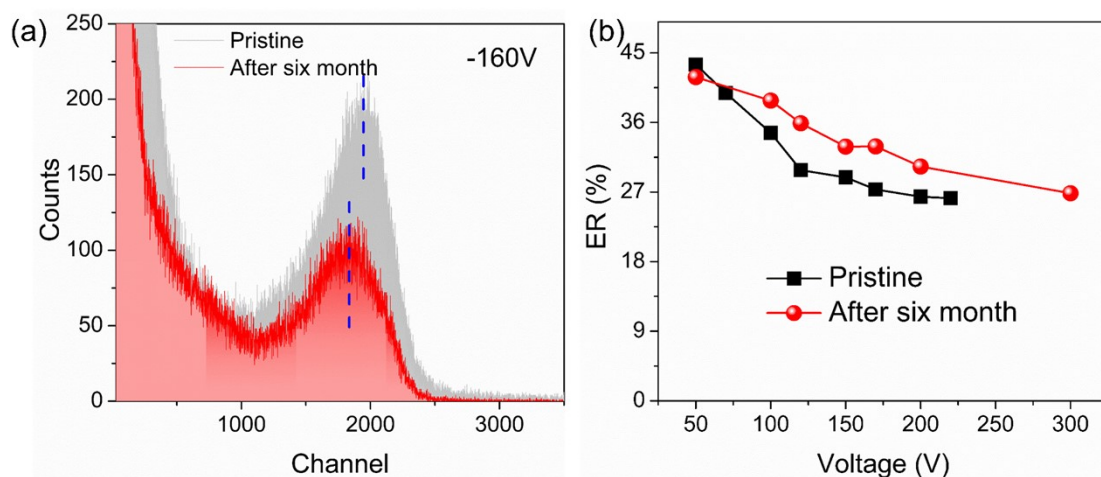 (a)
250
200
150
100
50
0
Counts
Pristine
After six month
-160V
1000
2000
3000
Channel
(b)
45
36
27
18
9
0
ER (%)
Pristine
After six month
50
100
150
200
250
300
Voltage (V)